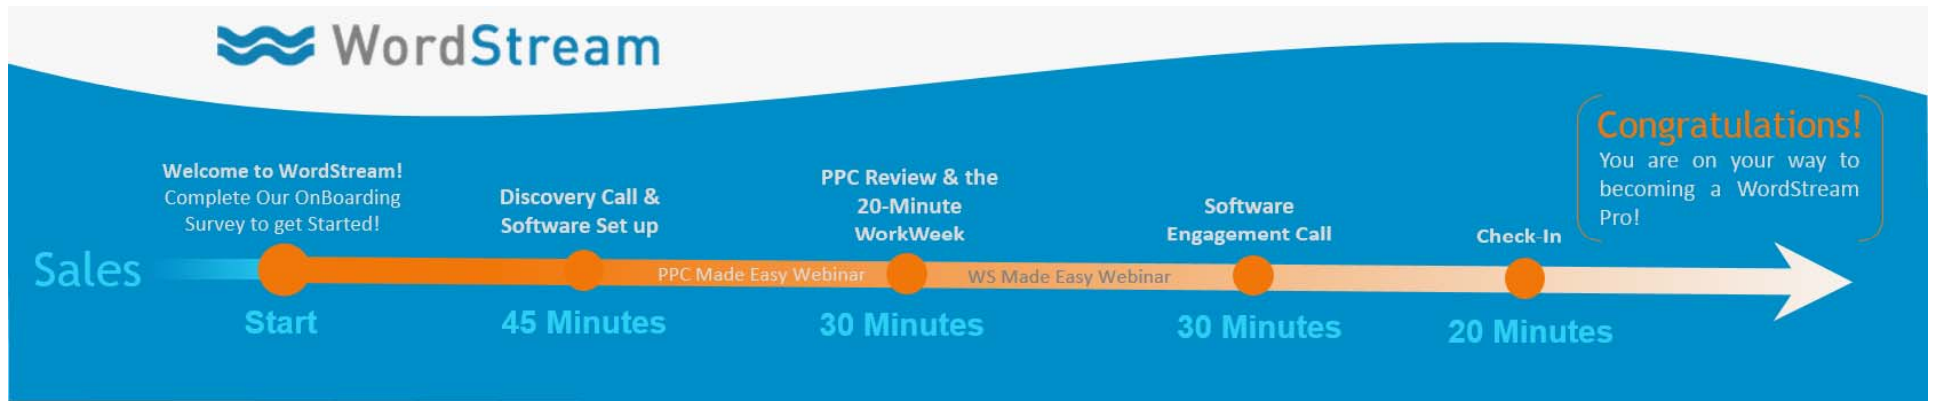 WordStream
Welcome to WordStream!
Complete Our OnBoarding
Survey to get Started!
Discovery Call &
Software Set up
PPC Review & the
20-Minute
WorkWeek
Software
Engagement Call
Check-In
Congratulations!
You are on your way to
becoming a WordStream
Pro!
Sales
PPC Made Easy Webinar
WS Made Easy Webinar
Start
45 Minutes
30 Minutes
30 Minutes
20 Minutes